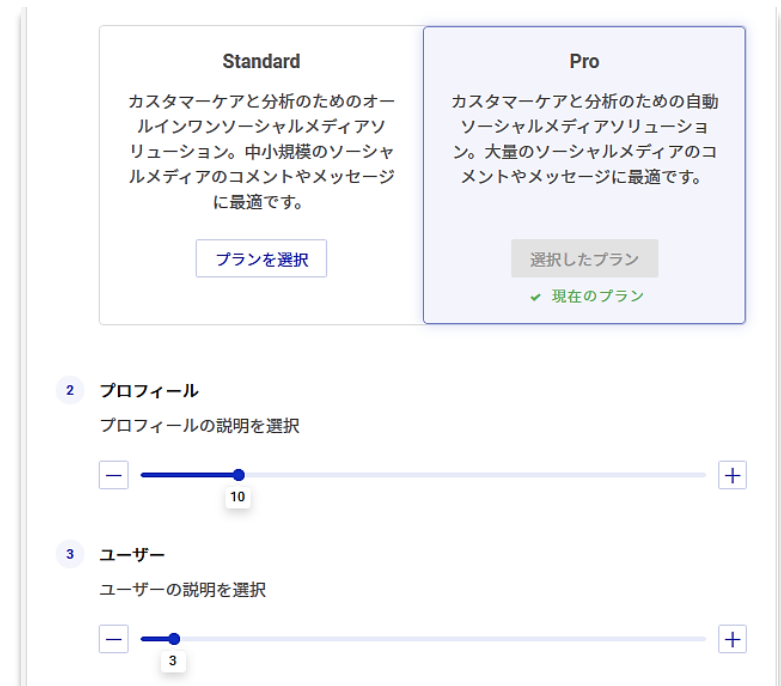 Standard
カスタマーケアと分析のためのオー
ルインワンソーシャルメディアソ
リューション。中小規模のソーシャ
ルメディアのコメントやメッセージ
に最適です。
プランを選択
Pro
カスタマーケアと分析のための自動
ソーシャルメディアソリューショ
ン。大量のソーシャルメディアのコ
メントやメッセージに最適です。
選択したプラン
現在のプラン
2 プロフィール
プロフィールの説明を選択
10
3 ユーザー
ユーザーの説明を選択
3